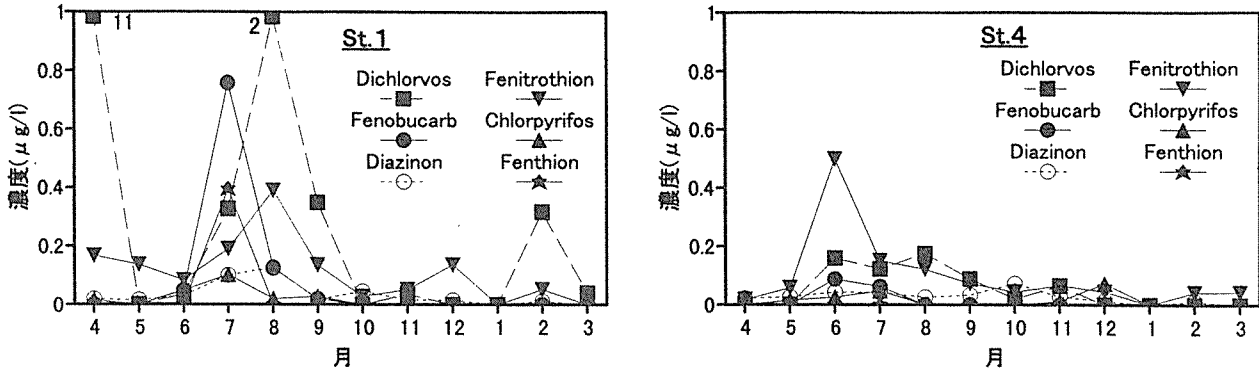 1
0.8
0.6
0.4
0.2
0
濃度(μg/l)
11
2
St.1
Dichlorvos Fenitrothion
Fenobucarb Chlorpyrifos
Diazinon Fenthion
4 5 6 7 8 9 10 11 12 1 2 3
月
1
0.8
0.6
0.4
0.2
0
濃度(μg/l)
St.4
Dichlorvos Fenitrothion
Fenobucarb Chlorpyrifos
Diazinon Fenthion
4 5 6 7 8 9 10 11 12 1 2 3
月